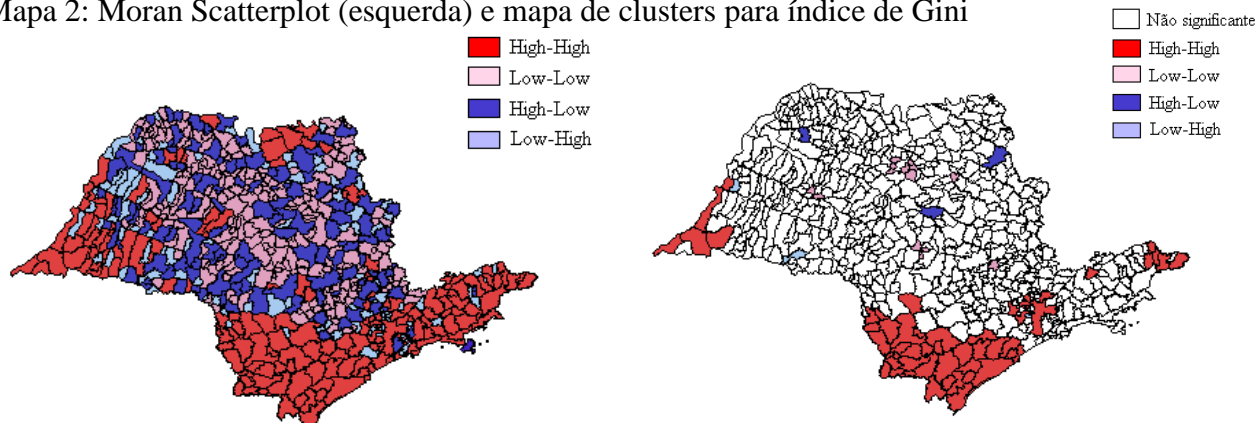 Mapa 2: Moran Scatterplot (esquerda) e mapa de clusters para índice de Gini
High-High
Low-Low
High-Low
Low-High
Não significante
High-High
Low-Low
High-Low
Low-High